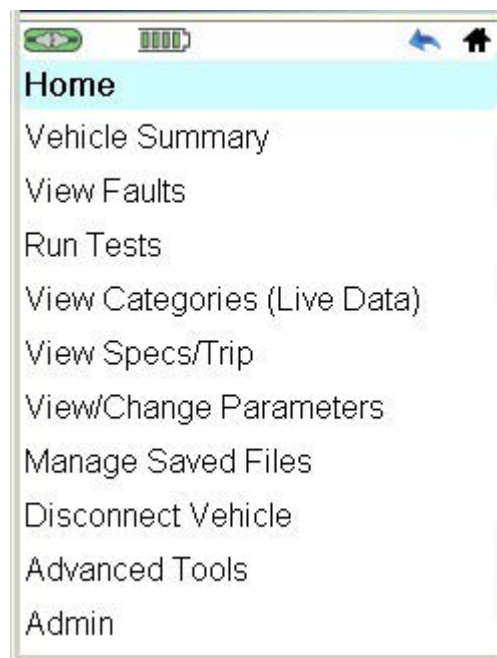 Home
Vehicle Summary
View Faults
Run Tests
View Categories (Live Data)
View Specs/Trip
View/Change Parameters
Manage Saved Files
Disconnect Vehicle
Advanced Tools
Admin